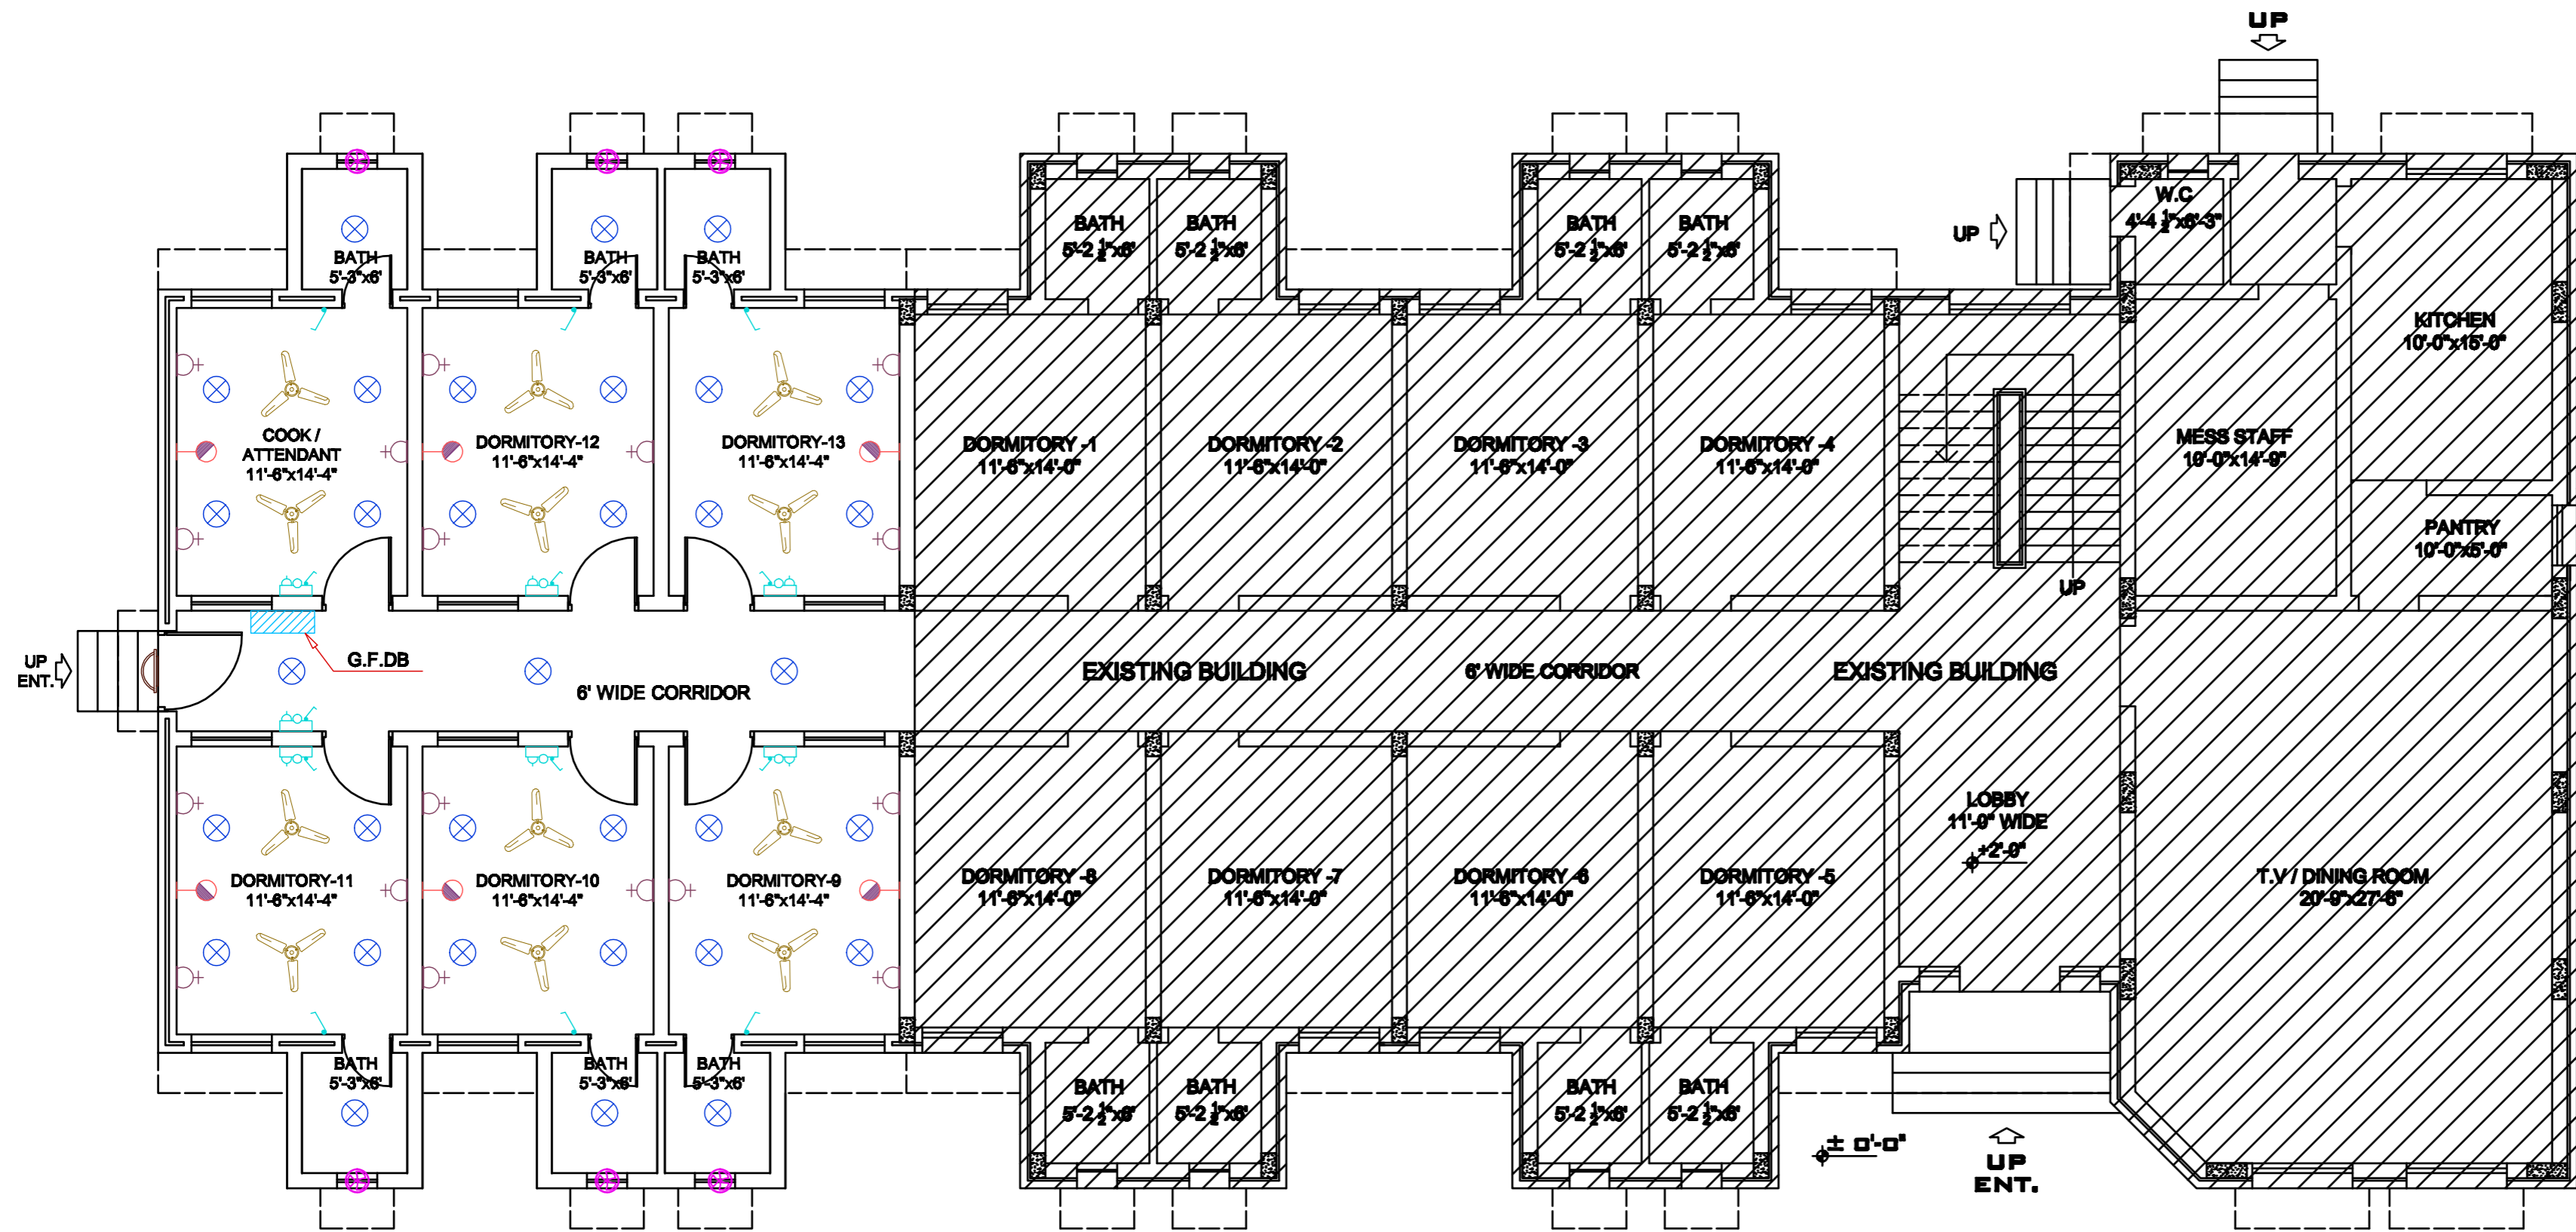 UP
W.C
4'-4 ½"x6'-3"
BATH
5'-2 ½"x6'
BATH
5'-2 ½"x6'
BATH
5'-2 ½"x6'
BATH
5'-2 ½"x6'
UP
BATH
5'-3"x6'
BATH
5'-3"x6'
BATH
5'-3"x6'
KITCHEN
10'-0"x15'-0"
COOK /
ATTENDANT
11'-6"x14'-4"
DORMITORY-12
11'-6"x14'-4"
DORMITORY-13
11'-6"x14'-4"
DORMITORY -1
11'-6"x14'-0"
DORMITORY -2
11'-6"x14'-0"
DORMITORY -3
11'-6"x14'-0"
DORMITORY -4
11'-6"x14'-0"
MESS STAFF
10'-0"x14'-9"
PANTRY
10'-0"x5'-0"
UP
UP
ENT.
G.F.DB
6' WIDE CORRIDOR
EXISTING BUILDING
6' WIDE CORRIDOR
EXISTING BUILDING
LOBBY
11'-0" WIDE
+2'-0"
DORMITORY-11
11'-6"x14'-4"
DORMITORY-10
11'-6"x14'-4"
DORMITORY-9
11'-6"x14'-4"
DORMITORY -8
11'-6"x14'-0"
DORMITORY -7
11'-6"x14'-0"
DORMITORY -6
11'-6"x14'-0"
DORMITORY -5
11'-6"x14'-0"
T.V / DINING ROOM
20'-9"x27'-6"
BATH
5'-3"x6'
BATH
5'-3"x6'
BATH
5'-3"x6'
BATH
5'-2 ½"x6'
BATH
5'-2 ½"x6'
BATH
5'-2 ½"x6'
BATH
5'-2 ½"x6'
± 0'-0"
UP
ENT.